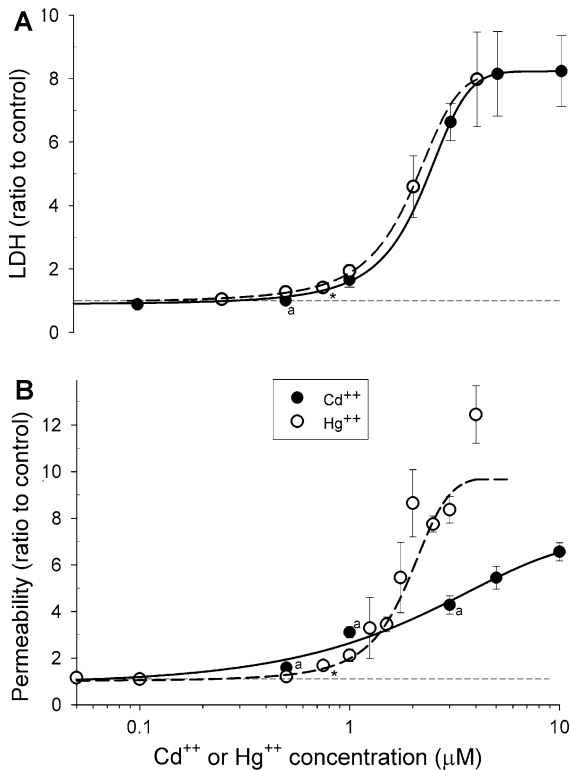 A
10
8
6
4
2
0
LDH (ratio to control)
a
*
B
Cd++
Hg++
12
10
8
6
4
2
0
Permeability (ratio to control)
a
a
a
*
0.1
1
10
Cd++ or Hg++ concentration (μM)